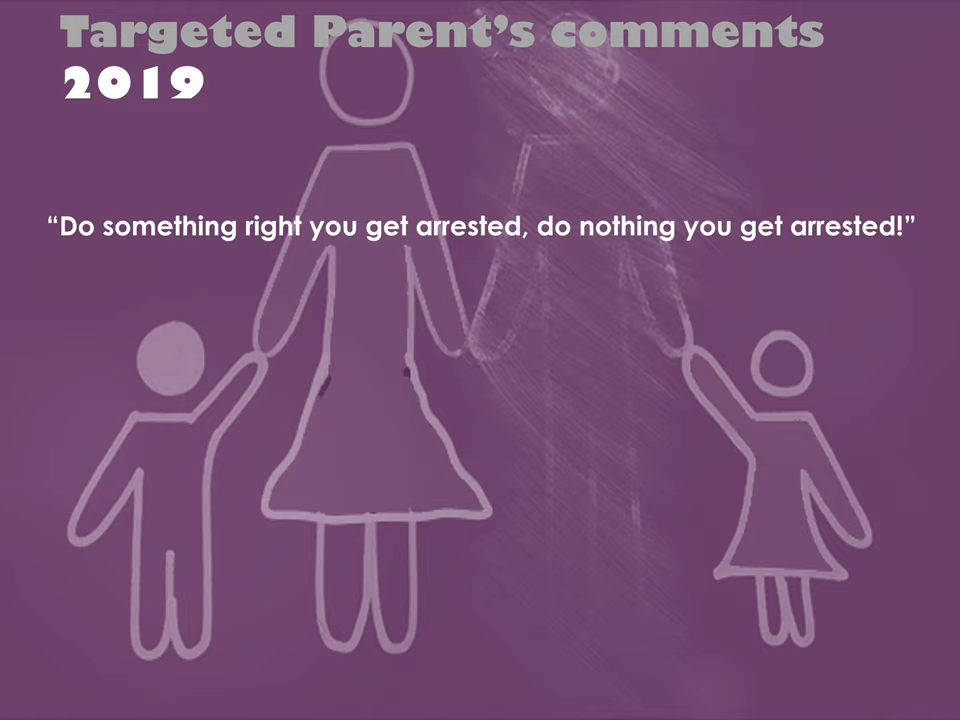 Targeted Parent’s comments
2019
“Do something right you get arrested, do nothing you get arrested!”